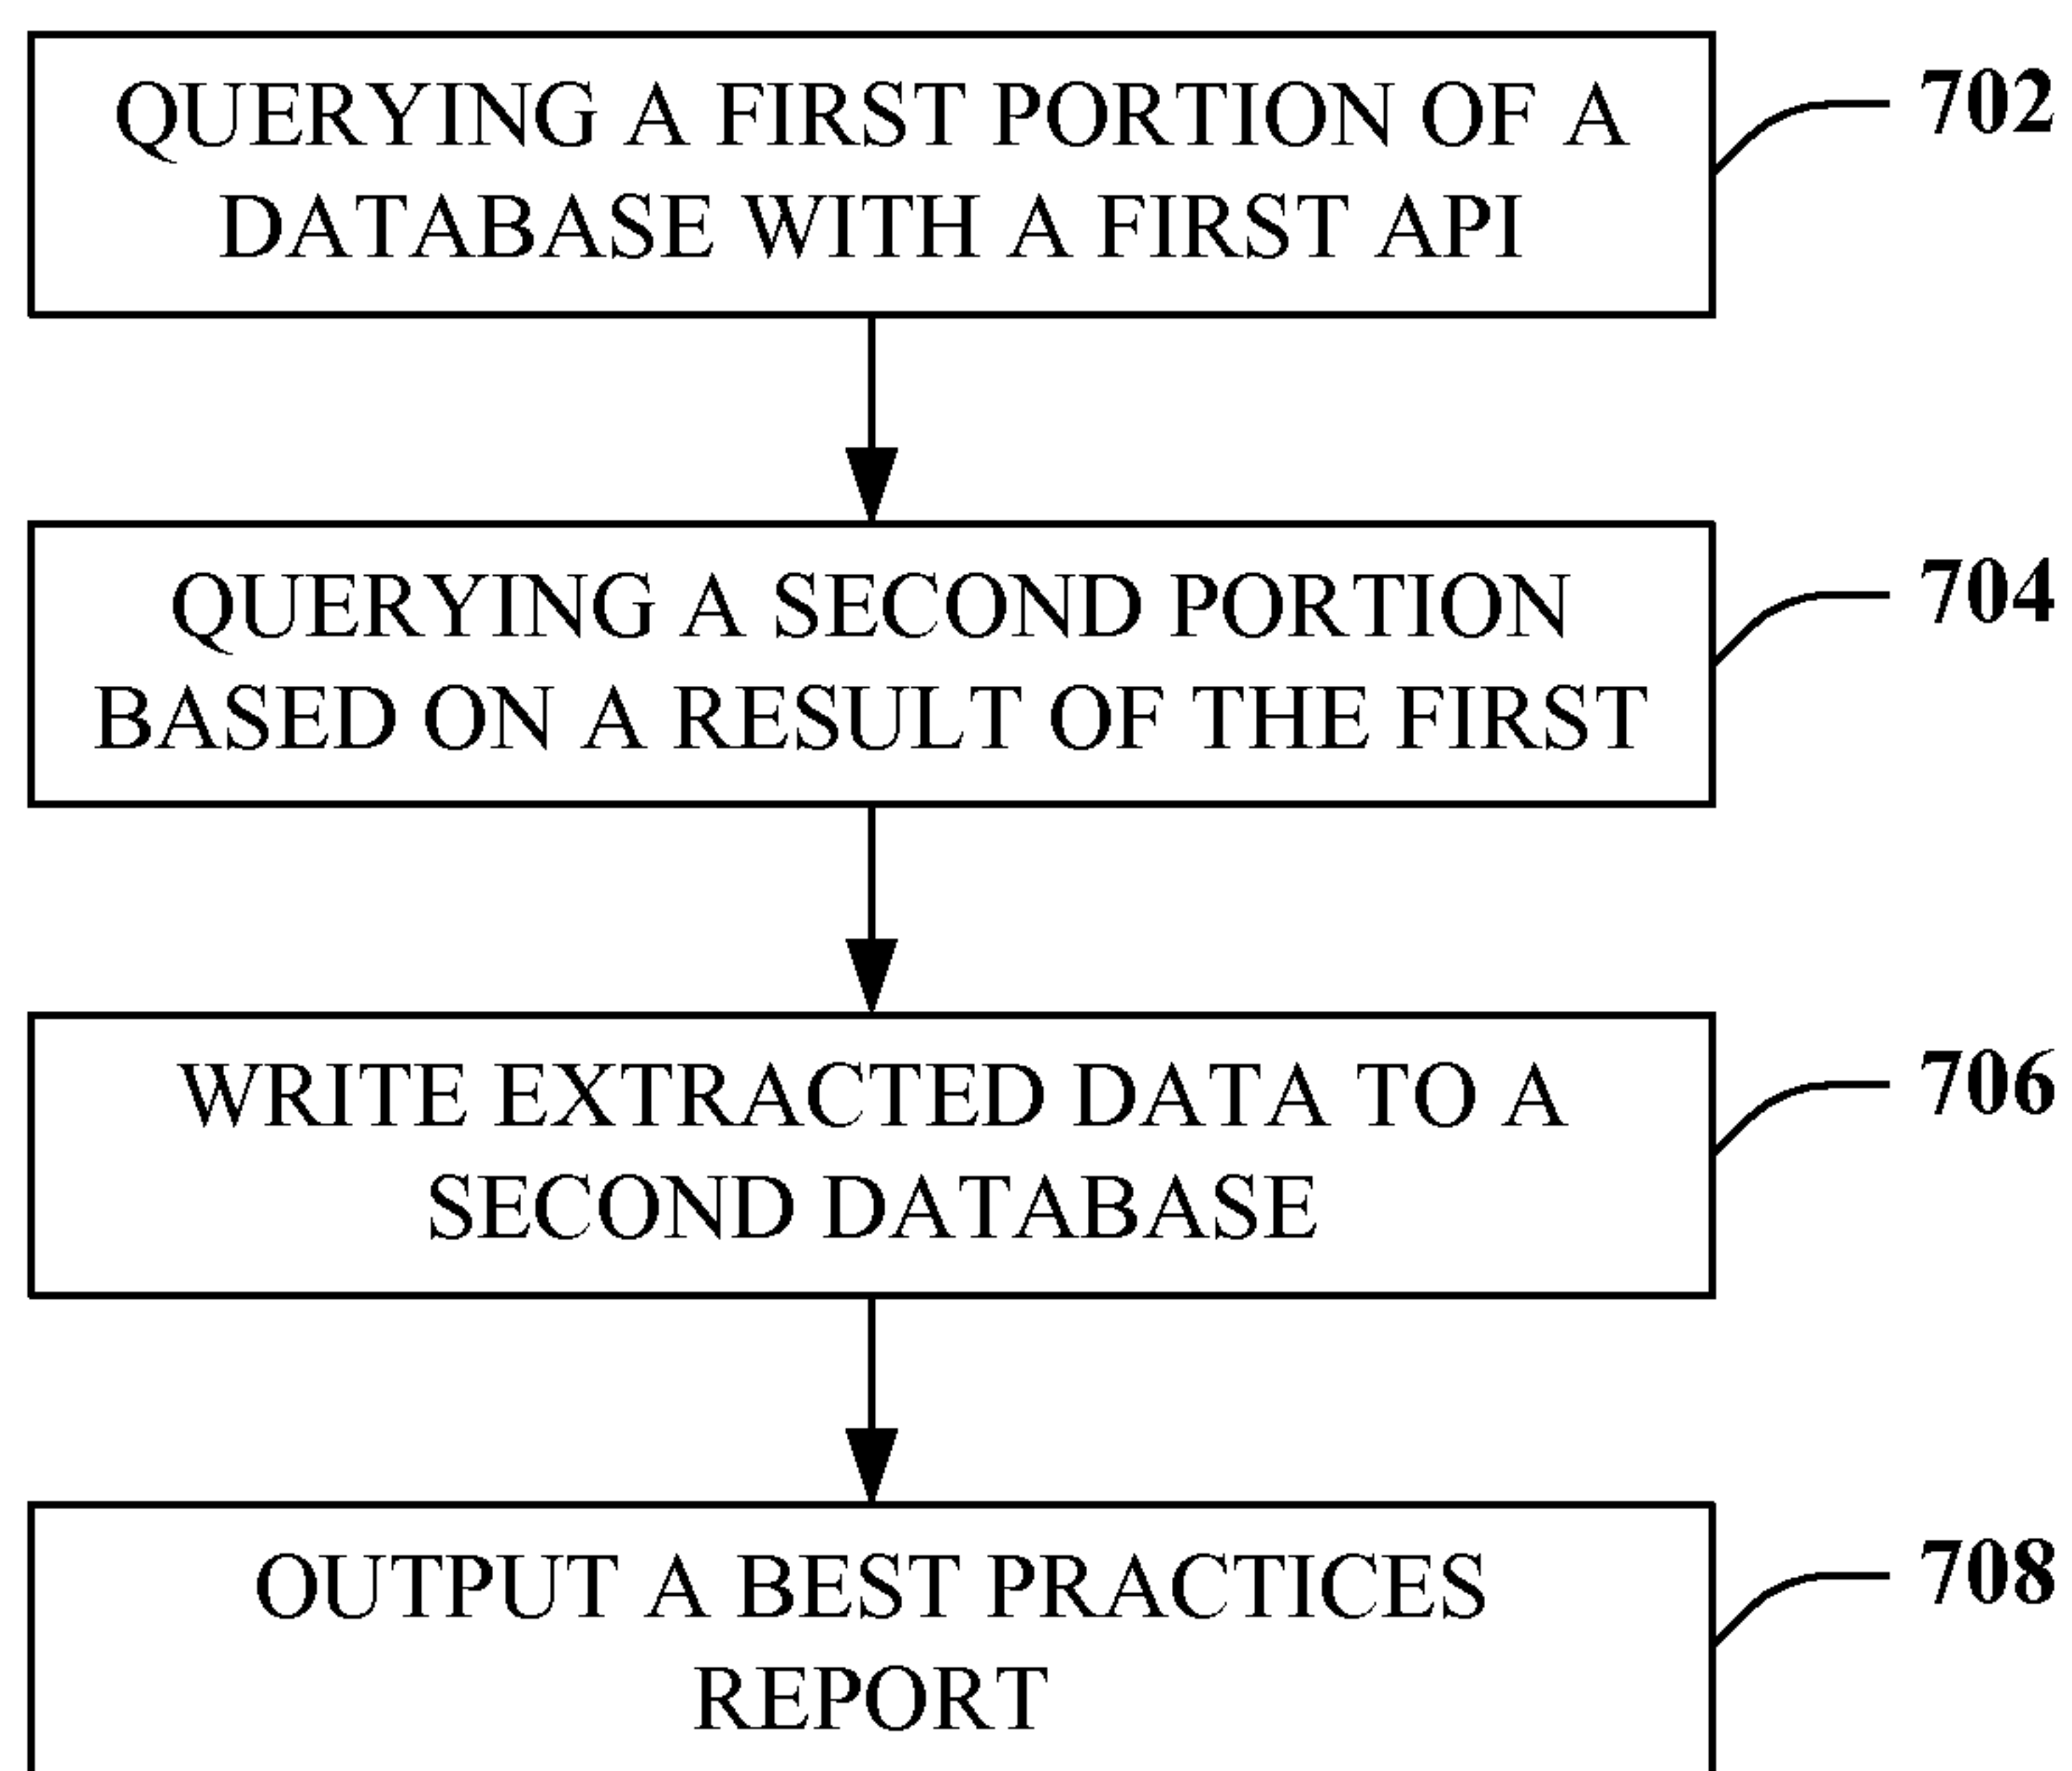 QUERYING A FIRST PORTION OF A
DATABASE WITH A FIRST API
702
QUERYING A SECOND PORTION
BASED ON A RESULT OF THE FIRST
704
WRITE EXTRACTED DATA TO A
SECOND DATABASE
706
OUTPUT A BEST PRACTICES
REPORT
708